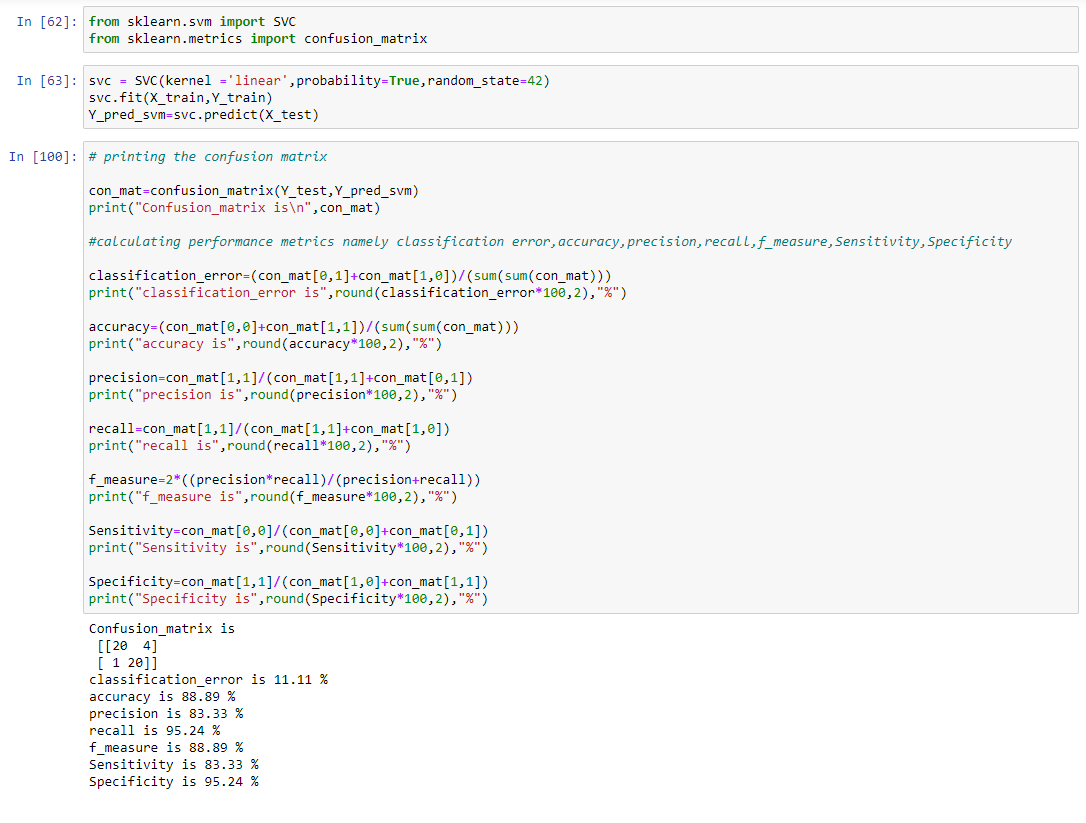 In [62]: from sklearn.svm import SVC
from sklearn.metrics import confusion_matrix
In [63]: svc = SVC(kernel ='linear',probability=True,random_state=42)
svc.fit(X_train,Y_train)
Y_pred_svm=svc.predict(X_test)
In [100]: # printing the confusion matrix
con_mat=confusion_matrix(Y_test,Y_pred_svm)
print("Confusion_matrix is\n",con_mat)
#calculating performance metrics namely classification error,accuracy,precision,recall,f_measure,Sensitivity,Specificity
classification_error=(con_mat[0,1]+con_mat[1,0])/(sum(sum(con_mat)))
print("classification_error is",round(classification_error*100,2),"%")
accuracy=(con_mat[0,0]+con_mat[1,1])/(sum(sum(con_mat)))
print("accuracy is",round(accuracy*100,2),"%")
precision=con_mat[1,1]/(con_mat[1,1]+con_mat[0,1])
print("precision is",round(precision*100,2),"%")
recall=con_mat[1,1]/(con_mat[1,1]+con_mat[1,0])
print("recall is",round(recall*100,2),"%")
f_measure=2*((precision*recall)/(precision+recall))
print("f_measure is",round(f_measure*100,2),"%")
Sensitivity=con_mat[0,0]/(con_mat[0,0]+con_mat[0,1])
print("Sensitivity is",round(Sensitivity*100,2),"%")
Specificity=con_mat[1,1]/(con_mat[1,0]+con_mat[1,1])
print("Specificity is",round(Specificity*100,2),"%")
Confusion_matrix is
[[20  4]
[ 1 20]]
classification_error is 11.11 %
accuracy is 88.89 %
precision is 83.33 %
recall is 95.24 %
f_measure is 88.89 %
Sensitivity is 83.33 %
Specificity is 95.24 %